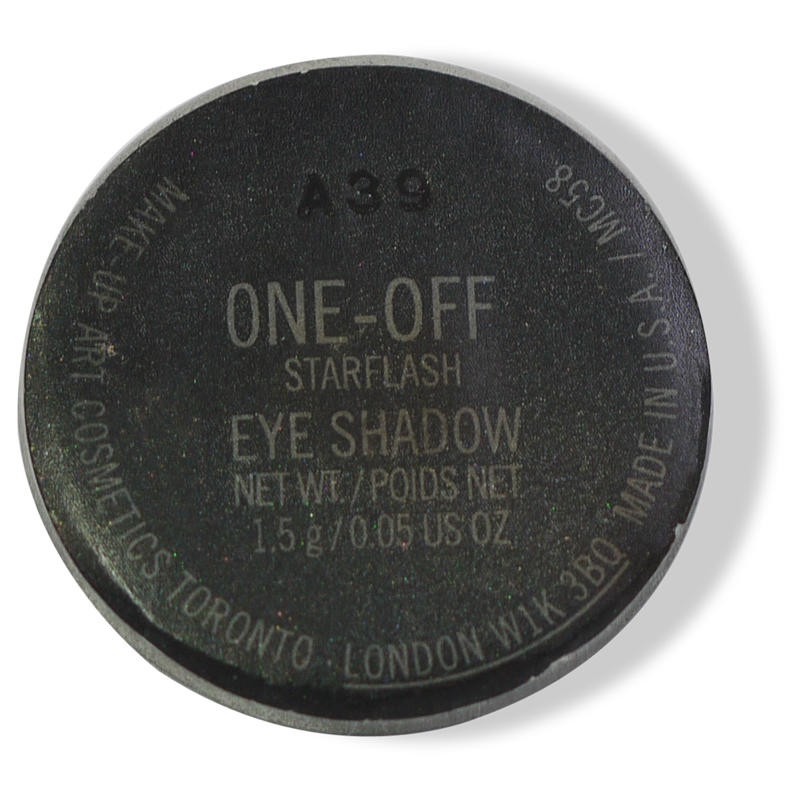 A39
ONE-OFF
STARFLASH
EYE SHADOW
NET WT. / POIDS NET
1.5 g / 0.05 US OZ
MAKE-UP ART COSMETICS TORONTO · LONDON W1K 3BQ MADE IN U.S.A. / MC58